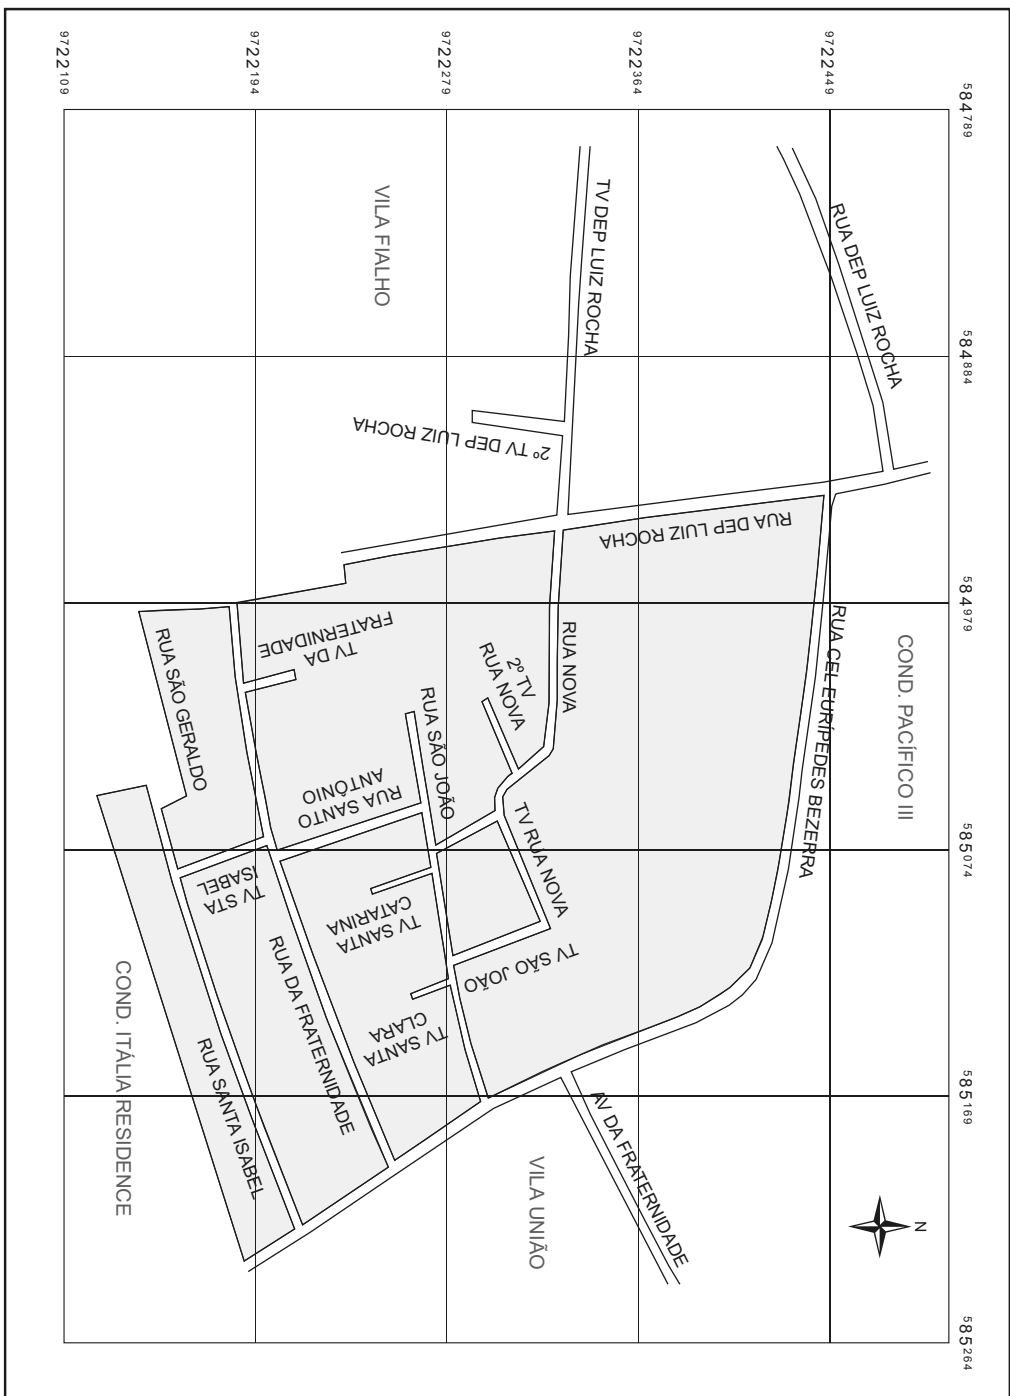 9722109
9722194
9722279
9722364
9722449
584789
584884
584979
585074
585169
585264
VILA FIALHO
TV DEP LUIZ ROCHA
RUA DEP LUIZ ROCHA
2º TV DEP LUIZ ROCHA
RUA DEP LUIZ ROCHA
RUA CEL EURÍPEDES BEZERRA
COND. PACÍFICO III
RUA NOVA
2º TV
RUA NOVA
TV DA
FRATERNIDADE
RUA SÃO GERALDO
RUA SÃO JOÃO
RUA SANTO
ANTÔNIO
TV RUA NOVA
TV STA
ISABEL
TV SANTA
CATARINA
TV SÃO JOÃO
TV SANTA
CLARA
RUA DA FRATERNIDADE
RUA SANTA ISABEL
COND. ITÁLIA RESIDENCE
VILA UNIÃO
AV DA FRATERNIDADE
N